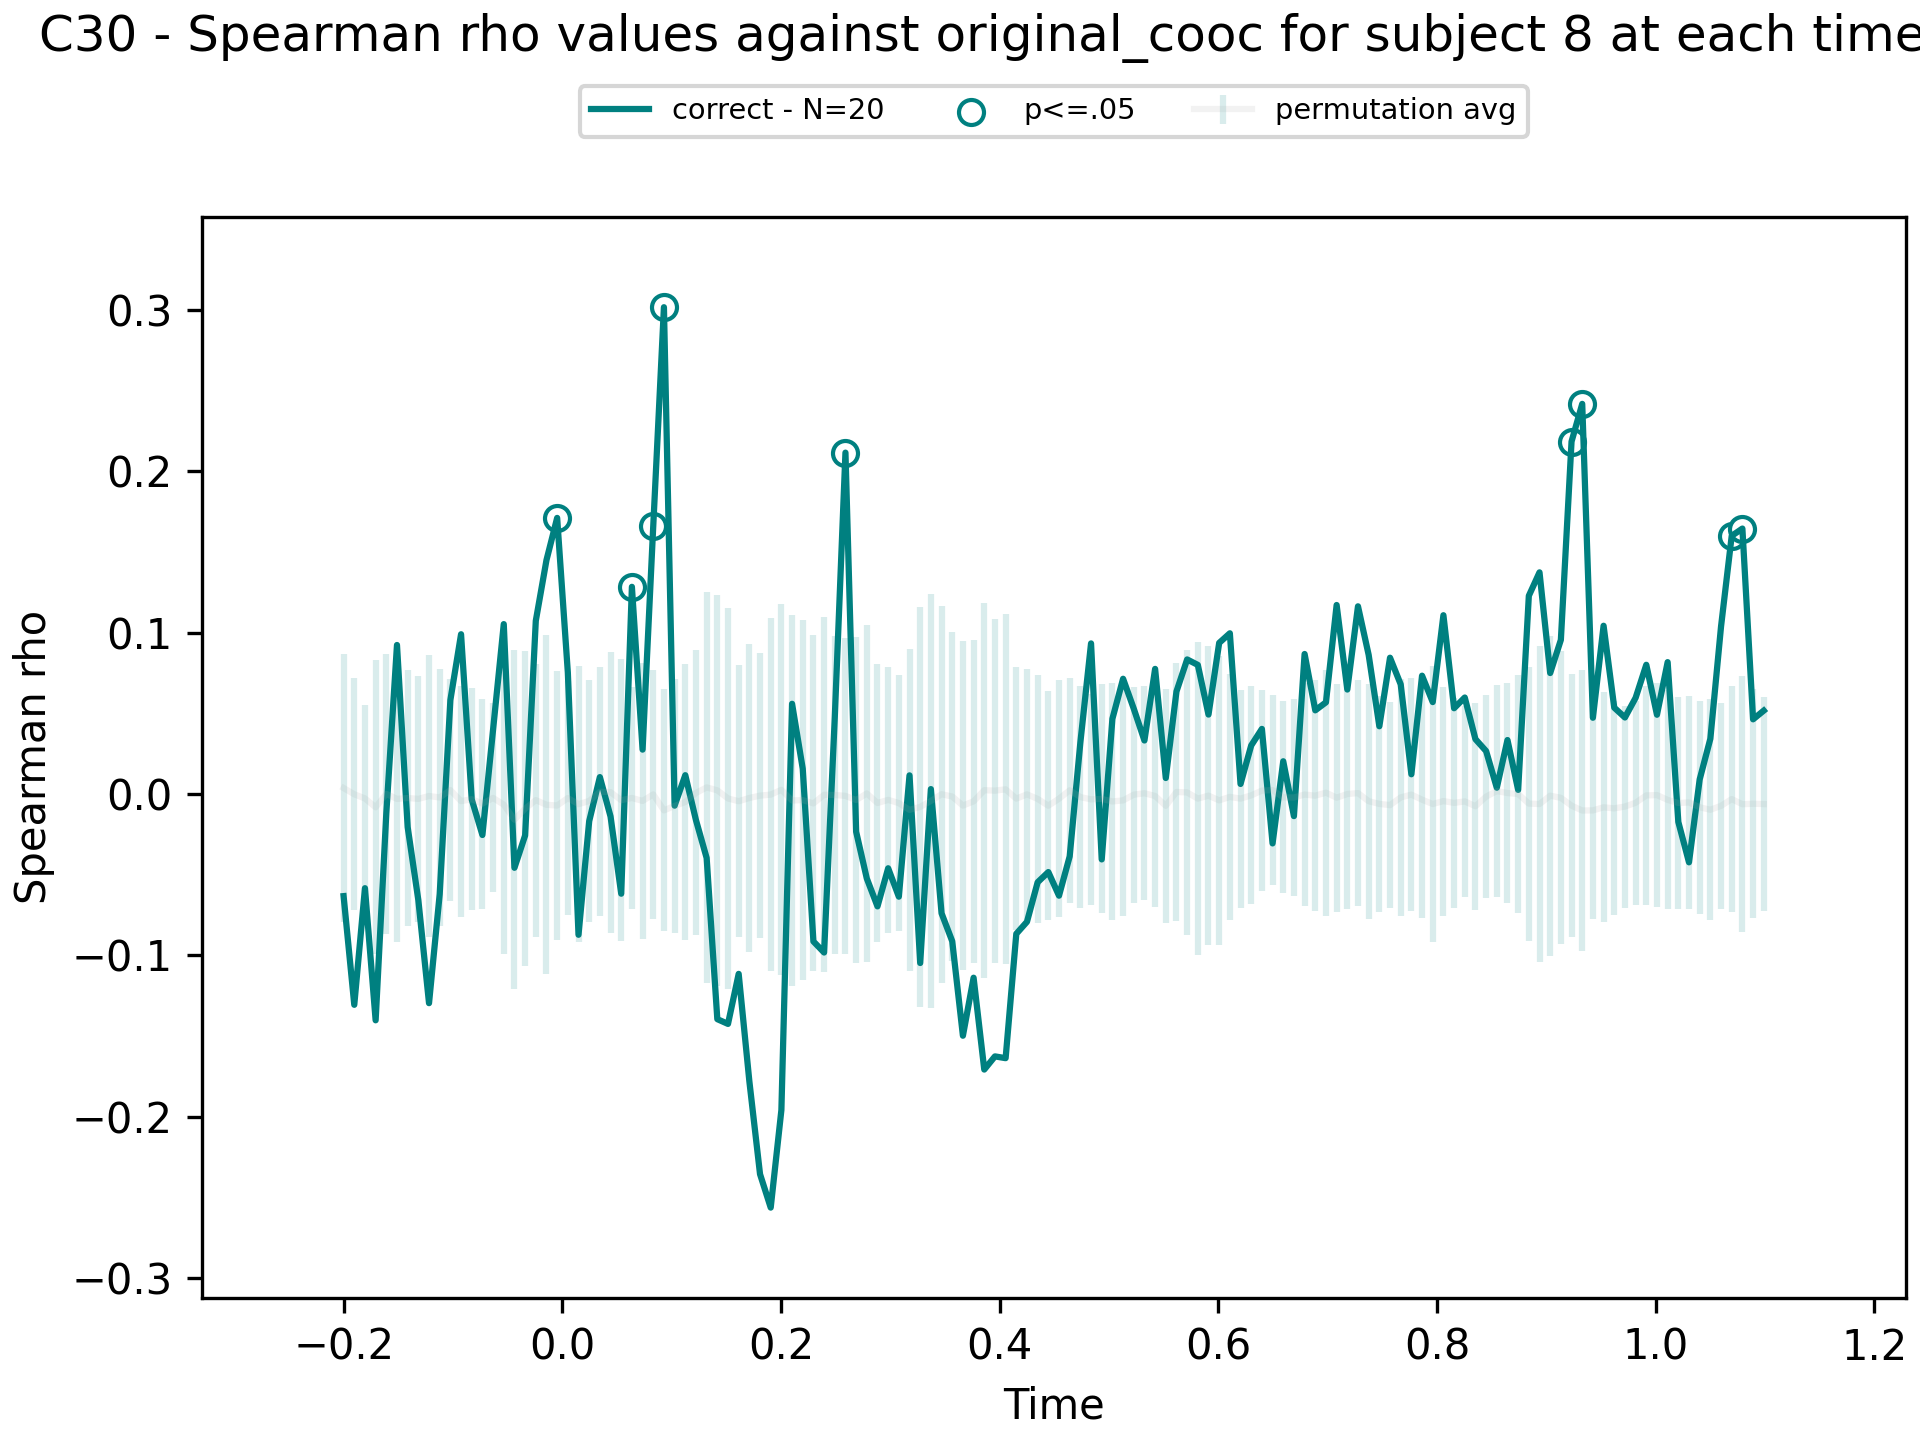 C30 - Spearman rho values against original_cooc for subject 8 at each time
correct - N=20
p<=.05
permutation avg
Spearman rho
0.3
0.2
0.1
0.0
−0.1
−0.2
−0.3
−0.2
0.0
0.2
0.4
0.6
0.8
1.0
1.2
Time